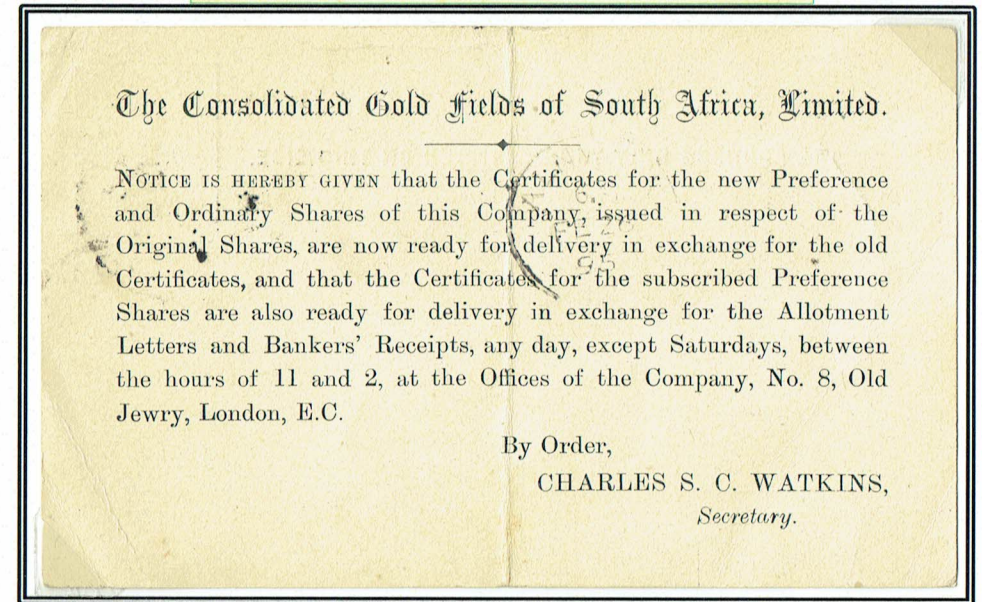 The Consolidated Gold Fields of South Africa, Limited.
NOTICE IS HEREBY GIVEN that the Certificates for the new Preference
and Ordinary Shares of this Company, issued in respect of the
Original Shares, are now ready for delivery in exchange for the old
Certificates, and that the Certificates for the subscribed Preference
Shares are also ready for delivery in exchange for the Allotment
Letters and Bankers' Receipts, any day, except Saturdays, between
the hours of 11 and 2, at the Offices of the Company, No. 8, Old
Jewry, London, E.C.
By Order,
CHARLES S. C. WATKINS,
Secretary.